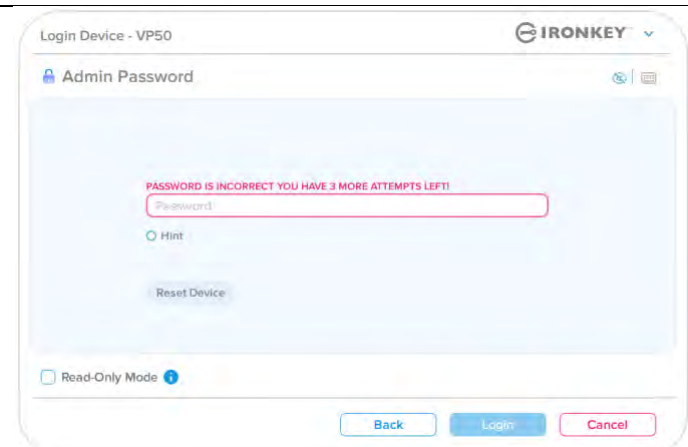 Login Device - VP50
IRONKEY
Admin Password
PASSWORD IS INCORRECT YOU HAVE 3 MORE ATTEMPTS LEFT!
Password
Hint
Reset Device
Read-Only Mode
Back
Login
Cancel